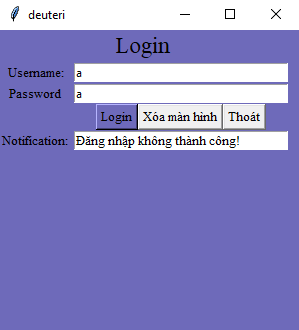 deuteri
Login
Username: a
Password a
Login Xóa màn hình Thoát
Notification: Đăng nhập không thành công!